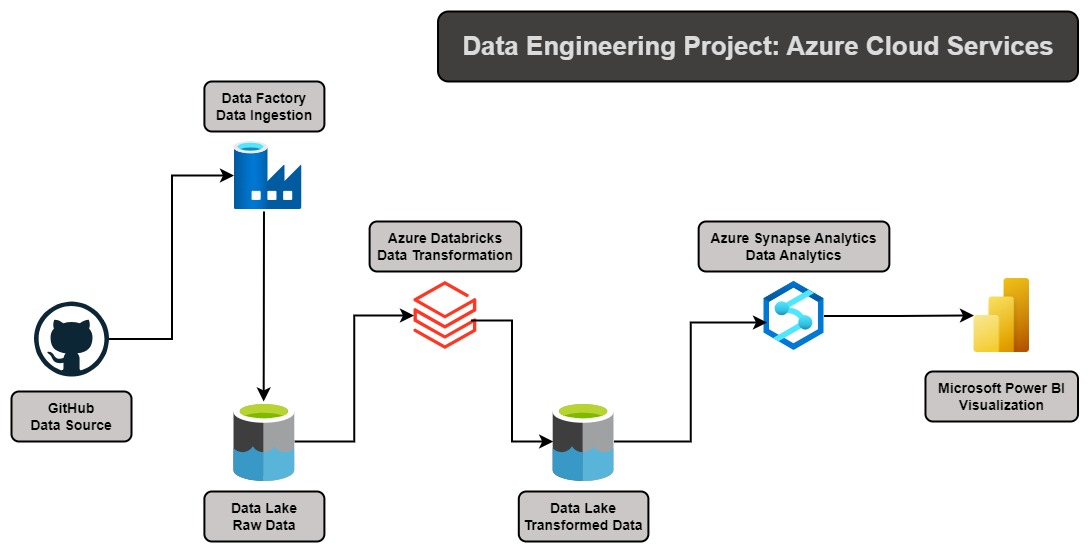 Data Engineering Project: Azure Cloud Services
Data Factory
Data Ingestion
Azure Databricks
Data Transformation
Azure Synapse Analytics
Data Analytics
GitHub
Data Source
Microsoft Power BI
Visualization
Data Lake
Raw Data
Data Lake
Transformed Data